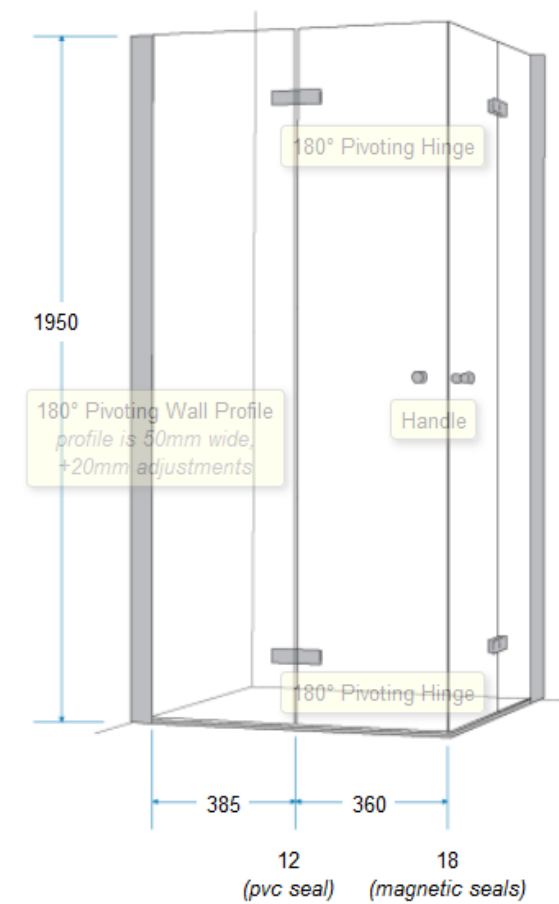 180° Pivoting Hinge
1950
180° Pivoting Wall Profile
profile is 50mm wide,
+20mm adjustments
Handle
180° Pivoting Hinge
385
360
12
(pvc seal)
18
(magnetic seals)